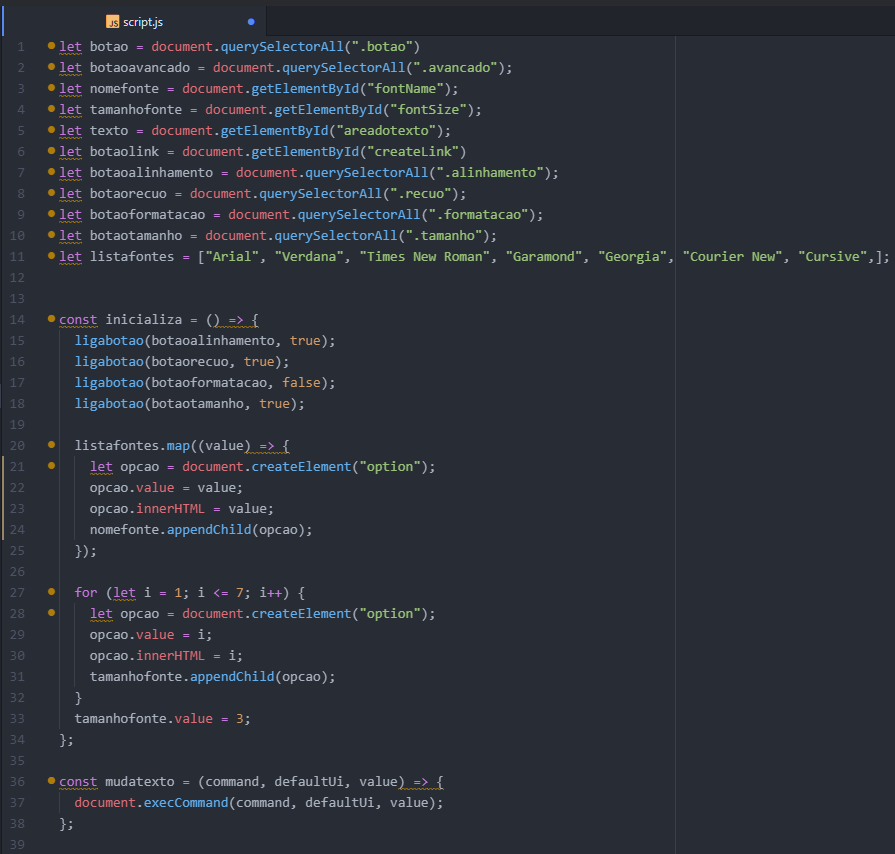 script.js
1 let botao = document.querySelectorAll(".botao")
2 let botaoavancado = document.querySelectorAll(".avancado");
3 let nomefonte = document.getElementById("fontName");
4 let tamanhofonte = document.getElementById("fontSize");
5 let texto = document.getElementById("areadotexto");
6 let botaolink = document.getElementById("createLink")
7 let botaoalinhamento = document.querySelectorAll(".alinhamento");
8 let botaorecuo = document.querySelectorAll(".recuo");
9 let botaoformatacao = document.querySelectorAll(".formatacao");
10 let botaotamanho = document.querySelectorAll(".tamanho");
11 let listafontes = ["Arial", "Verdana", "Times New Roman", "Garamond", "Georgia", "Courier New", "Cursive",];
12
13
14 const inicializa = () => {
15   ligabotao(botaoalinhamento, true);
16   ligabotao(botaorecuo, true);
17   ligabotao(botaoformatacao, false);
18   ligabotao(botaotamanho, true);
19
20   listafontes.map((value) => {
21     let opcao = document.createElement("option");
22     opcao.value = value;
23     opcao.innerHTML = value;
24     nomefonte.appendChild(opcao);
25   });
26
27   for (let i = 1; i <= 7; i++) {
28     let opcao = document.createElement("option");
29     opcao.value = i;
30     opcao.innerHTML = i;
31     tamanhofonte.appendChild(opcao);
32   }
33   tamanhofonte.value = 3;
34 };
35
36 const mudatexto = (command, defaultUi, value) => {
37   document.execCommand(command, defaultUi, value);
38 };
39